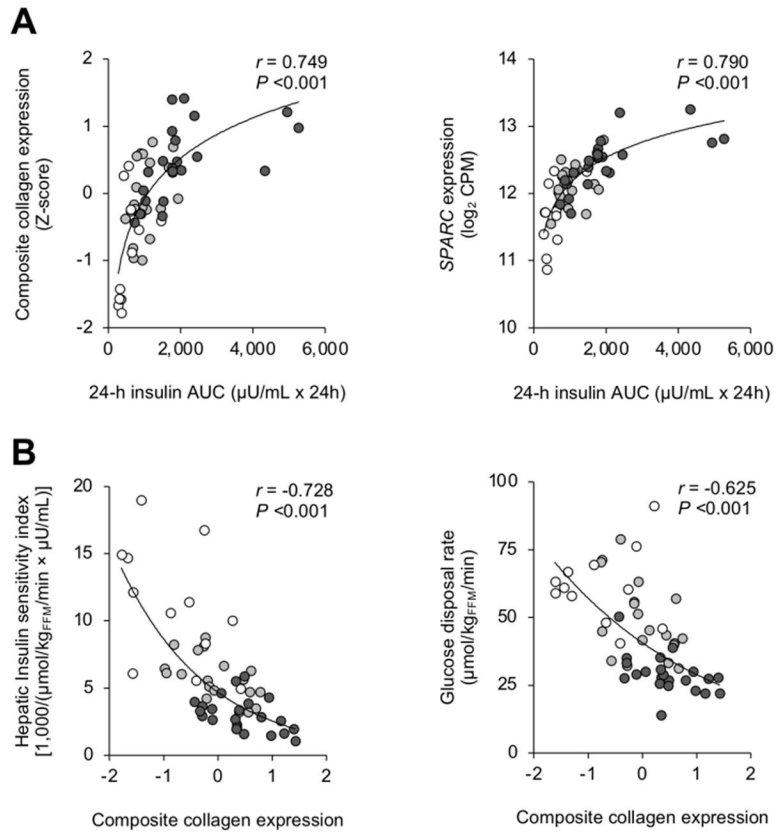 A
r = 0.749
P <0.001
2
1
0
-1
-2
Composite collagen expression
(Z-score)
0
2,000
4,000
6,000
24-h insulin AUC (μU/mL x 24h)
r = 0.790
P <0.001
14
13
12
11
10
SPARC expression
(log₂ CPM)
0
2,000
4,000
6,000
24-h insulin AUC (μU/mL x 24h)
B
r = -0.728
P <0.001
20
15
10
5
0
Hepatic Insulin sensitivity index
[1,000/(μmol/kgFFM/min × μU/mL)]
-2
-1
0
1
2
Composite collagen expression
r = -0.625
P <0.001
100
75
50
25
0
Glucose disposal rate
(μmol/kgFFM/min)
-2
-1
0
1
2
Composite collagen expression